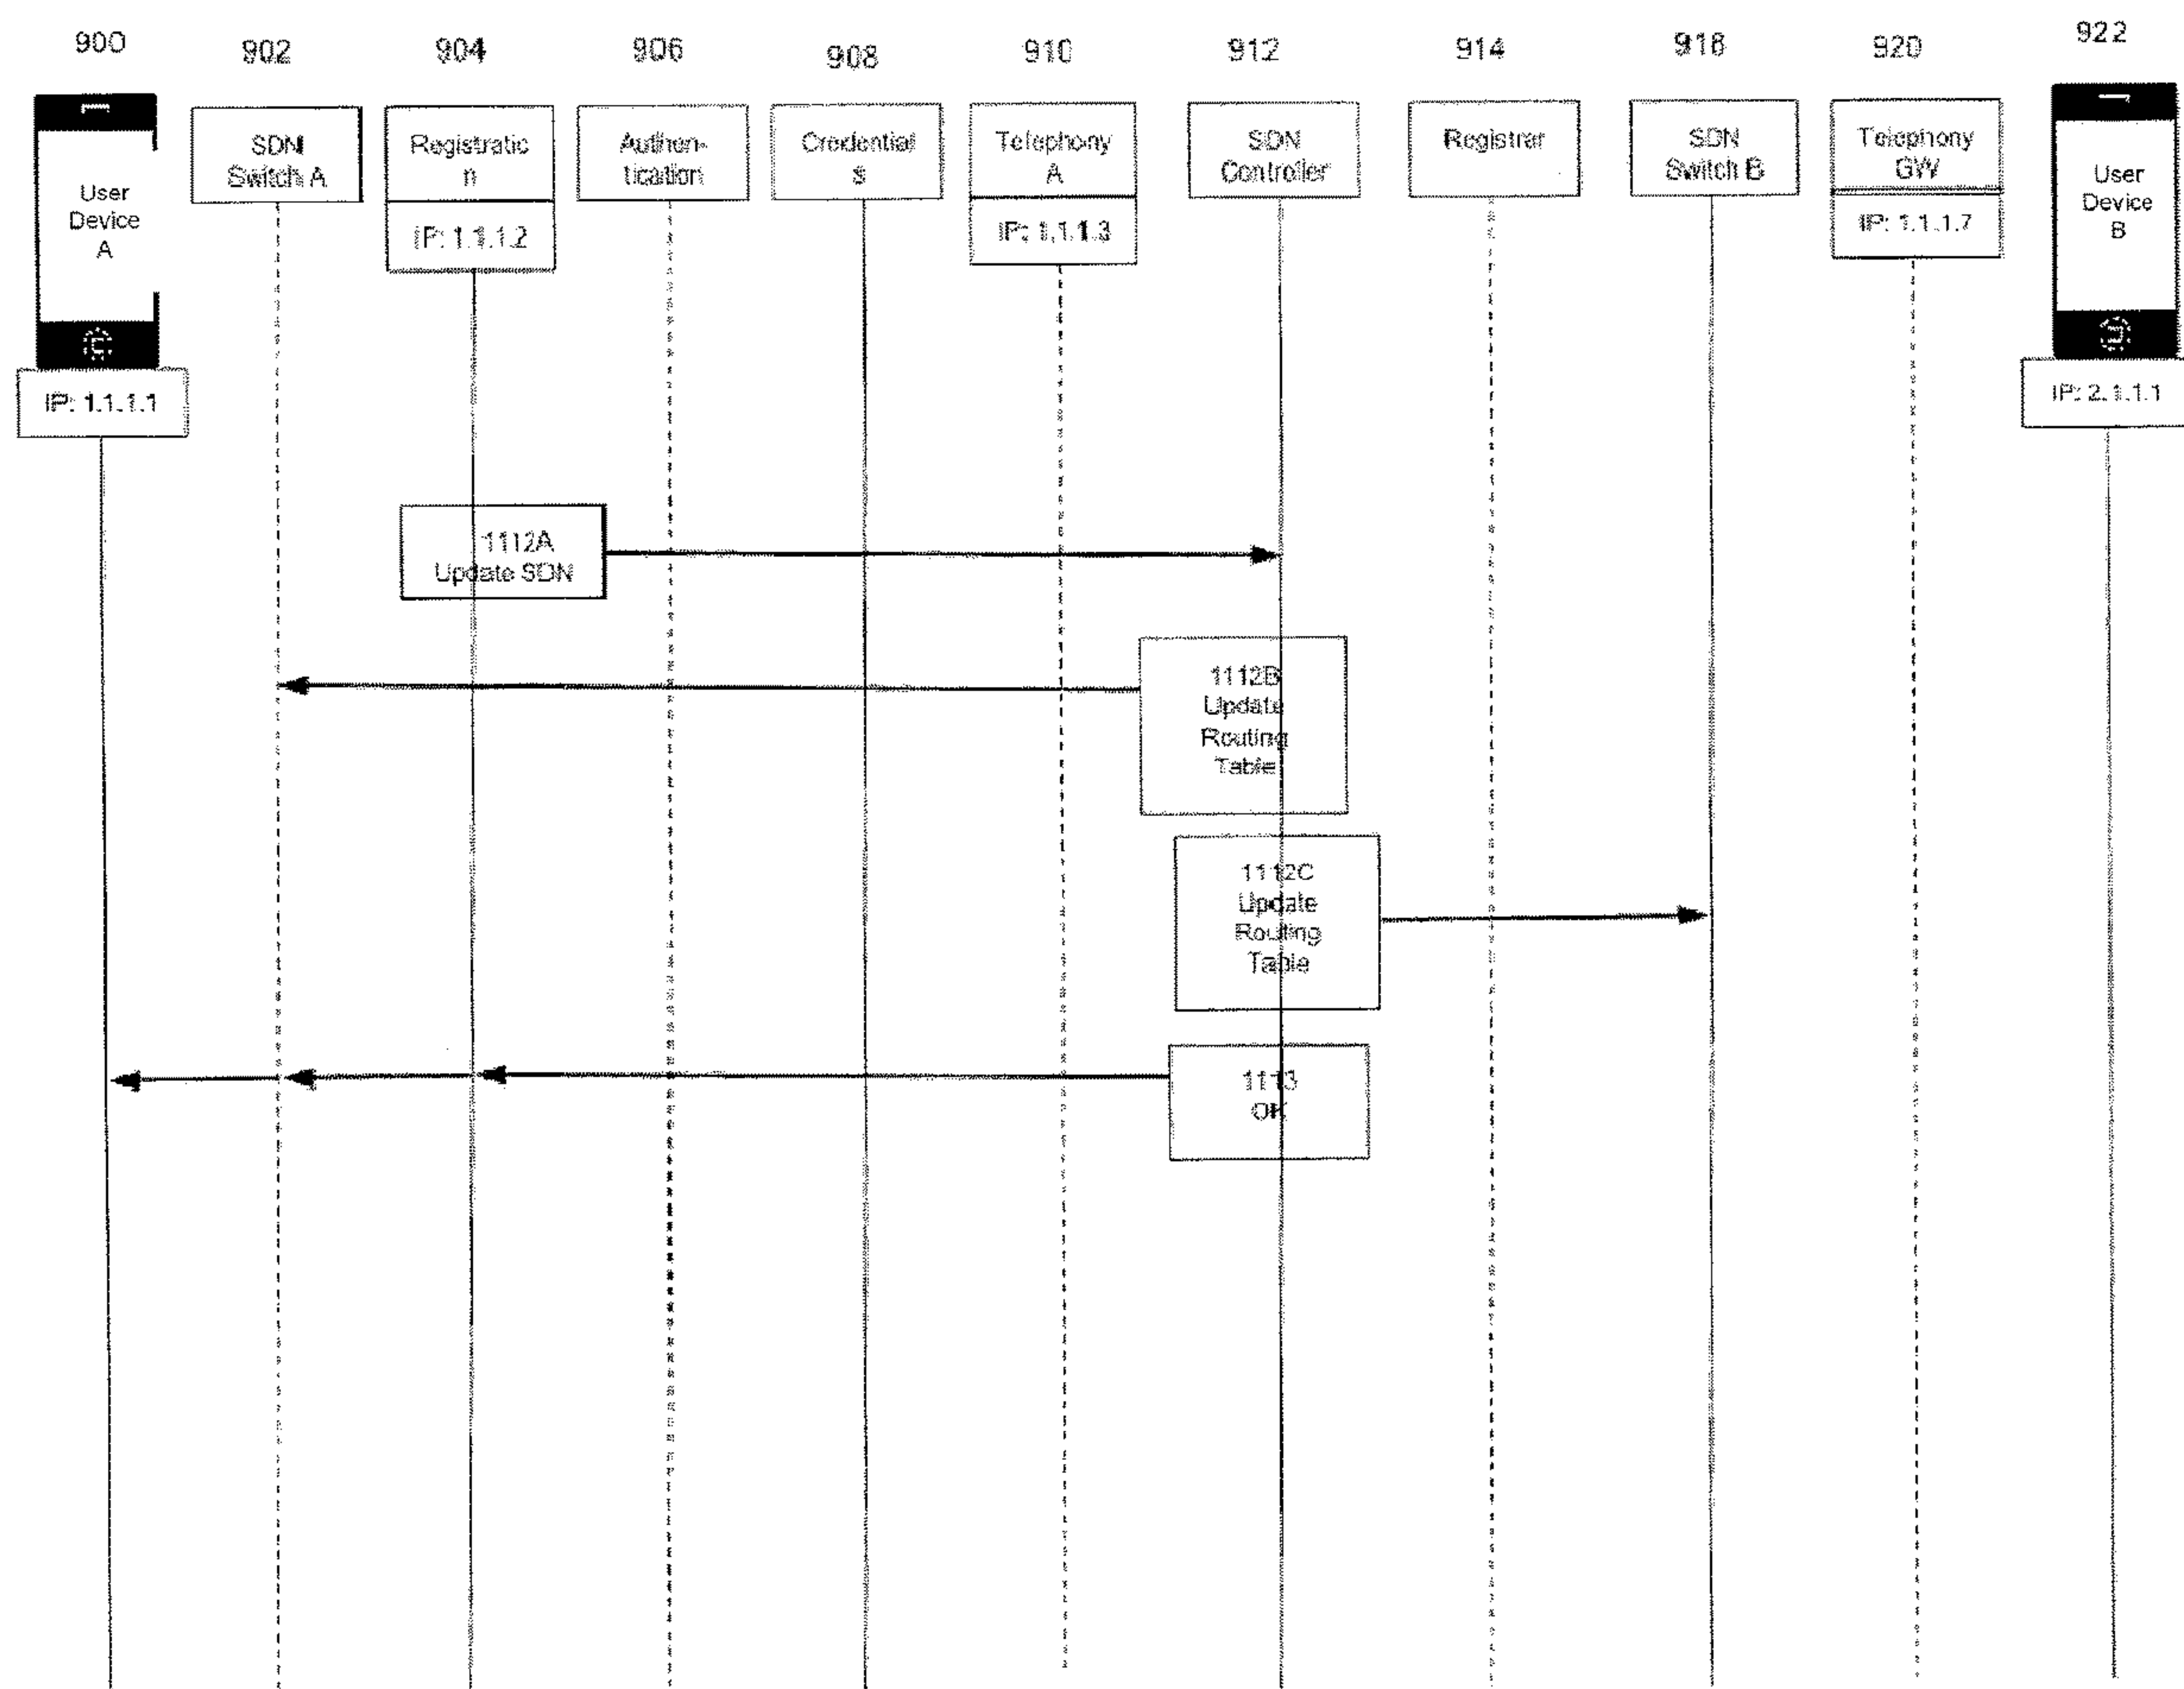 900
902
904
906
908
910
912
914
916
920
922
User
Device
A
IP: 1.1.1.1
SDN
Switch A
Registratio
n
IP: 1.1.1.2
Authen-
tication
Credential
s
Telephony
A
IP: 1.1.1.3
SDN
Controller
Registrar
SDN
Switch B
Telephony
GW
IP: 1.1.1.7
User
Device
B
IP: 2.1.1.1
1112A
Update SDN
1112B
Update
Routing
Table
1112C
Update
Routing
Table
1113
OK